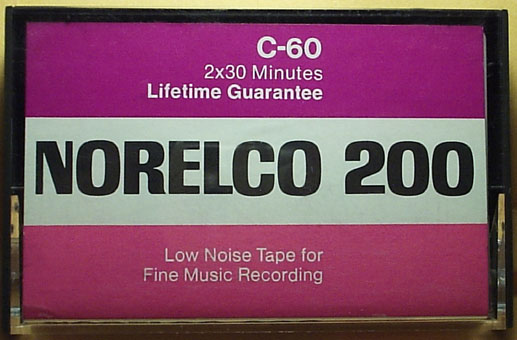 C-60
2x30 Minutes
Lifetime Guarantee
NORELCO 200
Low Noise Tape for
Fine Music Recording